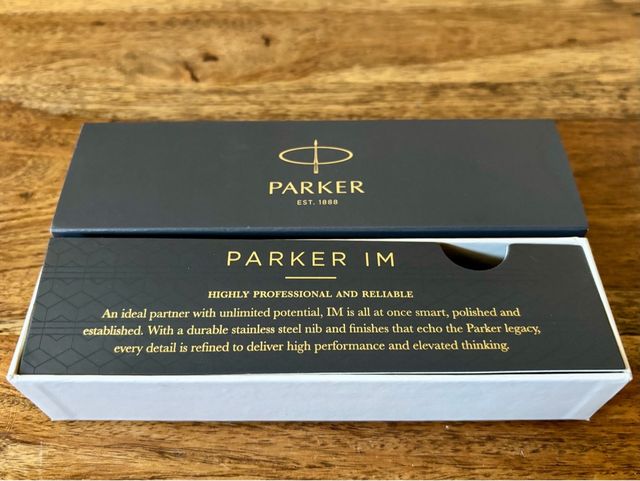 PARKER
EST. 1888
PARKER IM
HIGHLY PROFESSIONAL AND RELIABLE
An ideal partner with unlimited potential, IM is all at once smart, polished and
established. With a durable stainless steel nib and finishes that echo the Parker legacy,
every detail is refined to deliver high performance and elevated thinking.